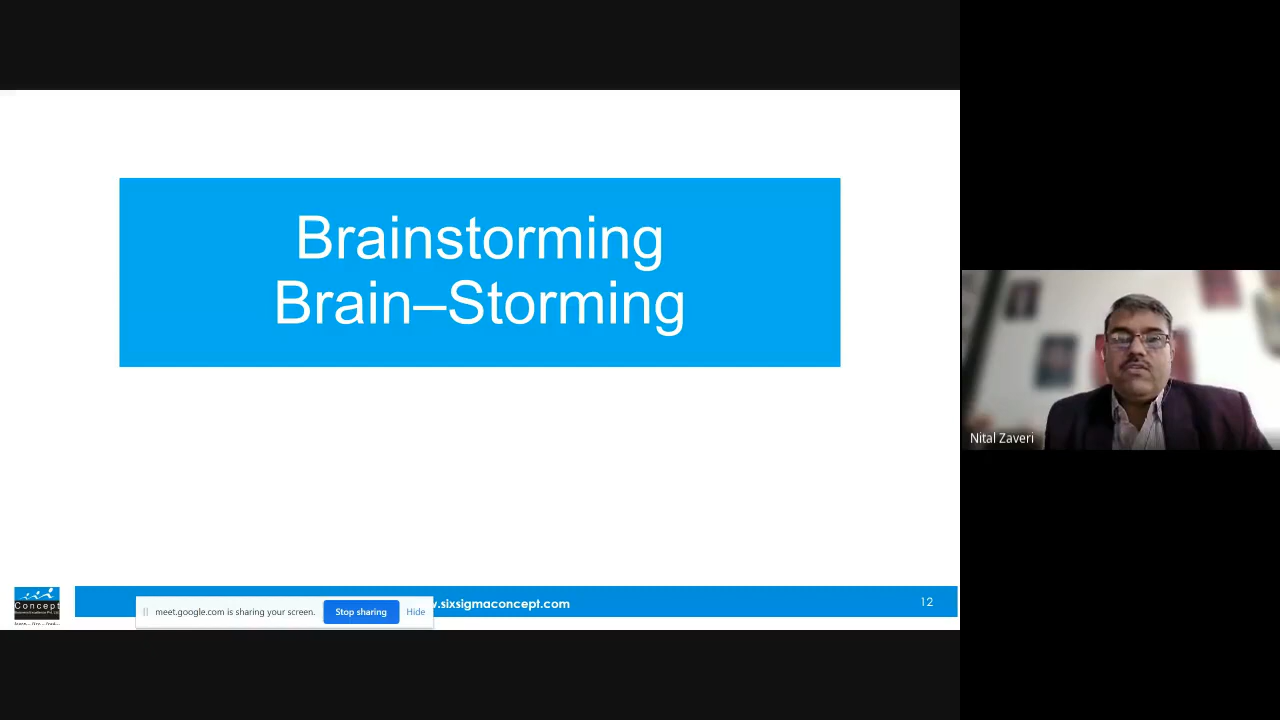 Brainstorming
Brain–Storming
Nital Zaveri
Concept
meet.google.com is sharing your screen.
Stop sharing
Hide
.sixsigmaconcept.com
12